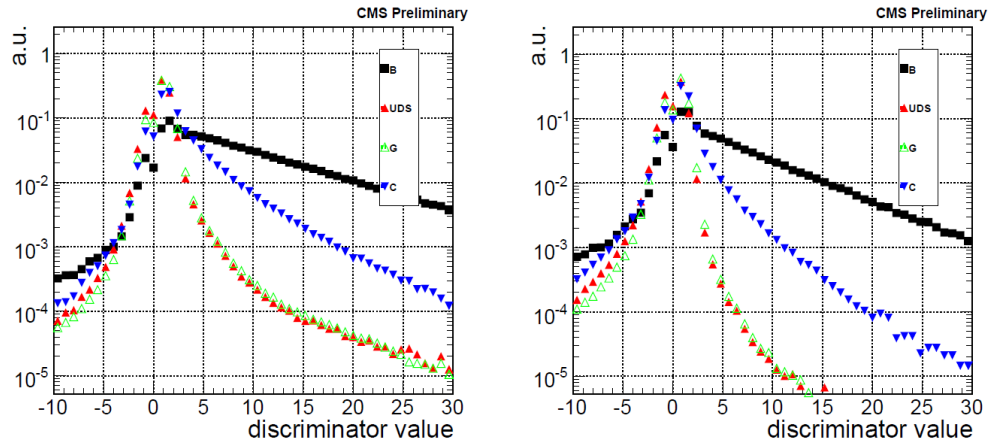 CMS Preliminary
a.u.
1
10⁻¹
10⁻²
10⁻³
10⁻⁴
10⁻⁵
B
UDS
G
C
-10 -5 0 5 10 15 20 25 30
discriminator value
CMS Preliminary
a.u.
1
10⁻¹
10⁻²
10⁻³
10⁻⁴
10⁻⁵
B
UDS
G
C
-10 -5 0 5 10 15 20 25 30
discriminator value